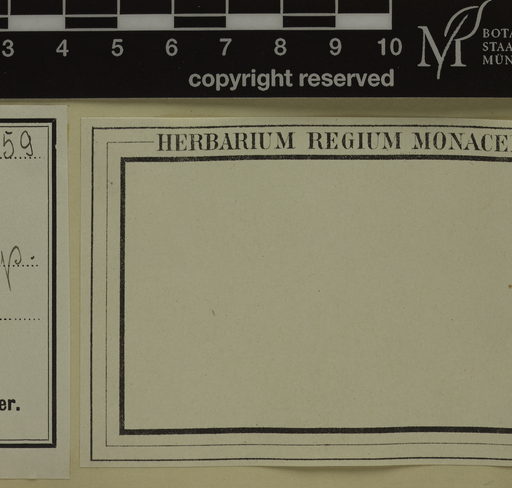 3 4 5 6 7 8 9 10
copyright reserved
BOTA
STAA
MÜN
59
er.
HERBARIUM REGIUM MONACE